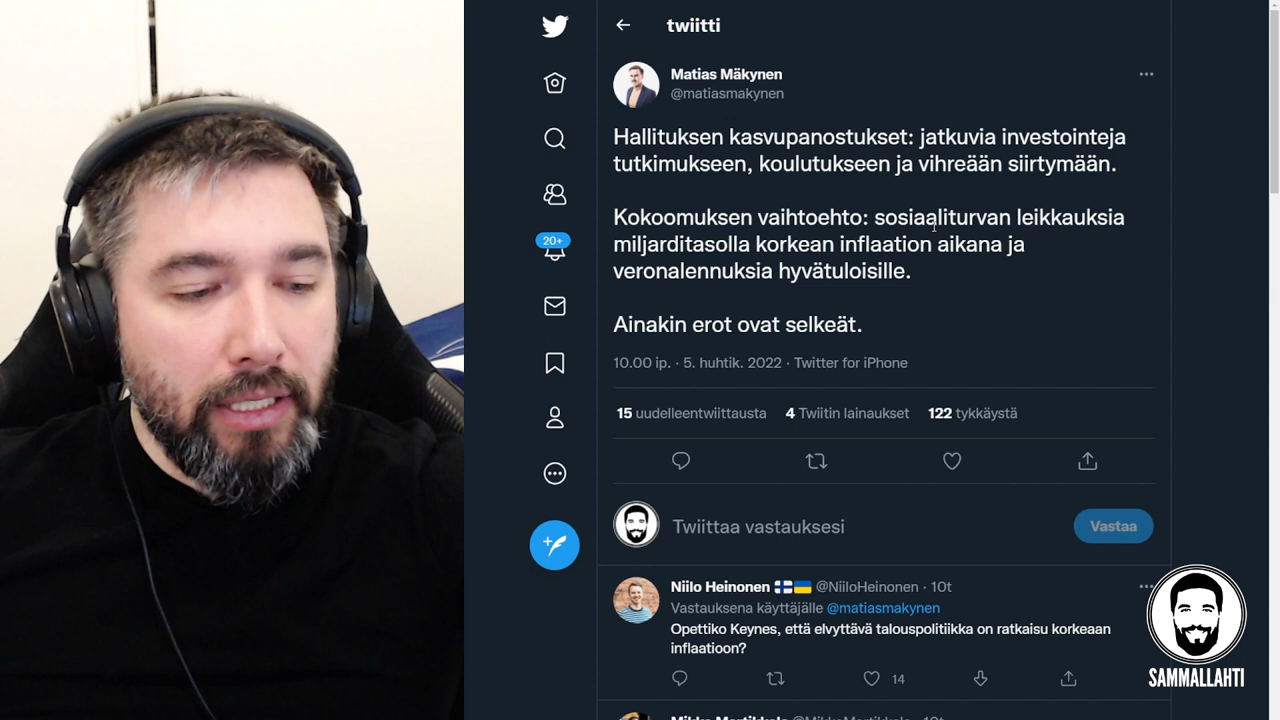 twiitti
Matias Mäkynen
@matiasmakynen
Hallituksen kasvupanostukset: jatkuvia investointeja
tutkimukseen, koulutukseen ja vihreään siirtymään.
Kokoomuksen vaihtoehto: sosiaaliturvan leikkauksia
miljarditasolla korkean inflaation aikana ja
veronalennuksia hyvätuloisille.
Ainakin erot ovat selkeät.
10.00 ip. · 5. huhtik. 2022 · Twitter for iPhone
15 uudelleentwiittausta 4 Twiitin lainaukset 122 tykkäystä
20+
Twiittaa vastauksesi
Vastaa
Niilo Heinonen @NiiloHeinonen · 10t
Vastauksena käyttäjälle @matiasmakynen
Opettiko Keynes, että elvyttävä talouspolitiikka on ratkaisu korkeaan
inflaatioon?
14
SAMMALLAHTI